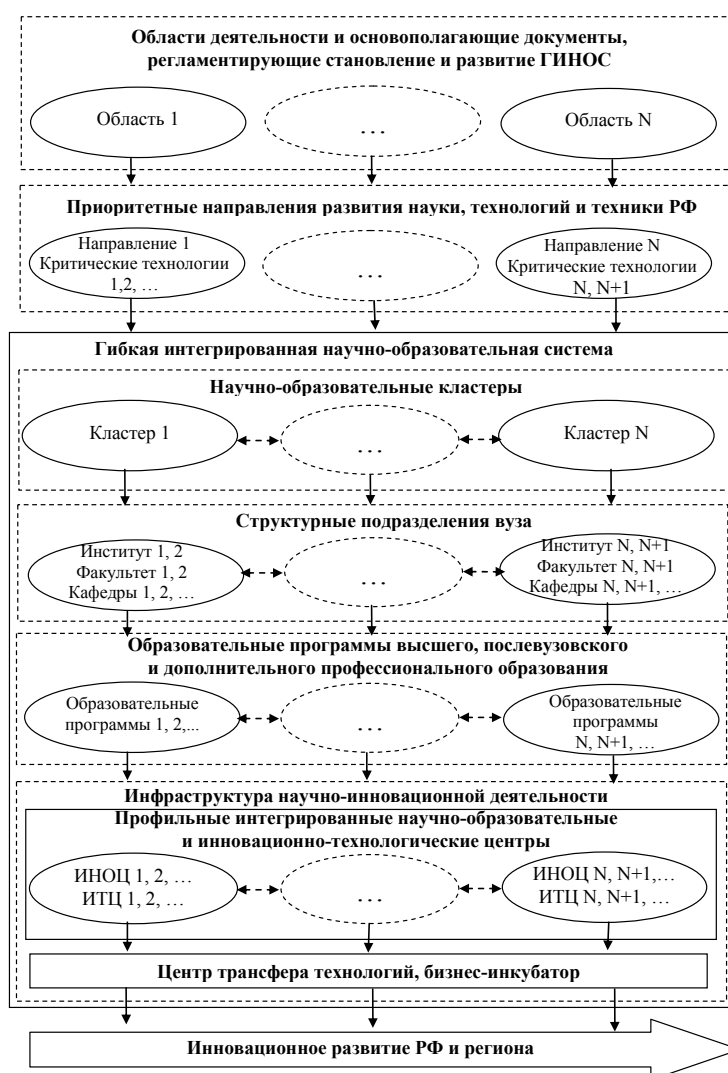 Области деятельности и основополагающие документы,
регламентирующие становление и развитие ГИНОС
Область 1
…
Область N
Приоритетные направления развития науки, технологий и техники РФ
Направление 1
Критические технологии
1,2, …
…
Направление N
Критические технологии
N, N+1
Гибкая интегрированная научно-образовательная система
Научно-образовательные кластеры
Кластер 1
…
Кластер N
Структурные подразделения вуза
Институт 1, 2
Факультет 1, 2
Кафедры 1, 2, …
…
Институт N, N+1
Факультет N, N+1
Кафедры N, N+1, …
Образовательные программы высшего, послевузовского
и дополнительного профессионального образования
Образовательные
программы 1, 2,...
…
Образовательные
программы
N, N+1, …
Инфраструктура научно-инновационной деятельности
Профильные интегрированные научно-образовательные
и инновационно-технологические центры
ИНОЦ 1, 2, …
ИТЦ 1, 2, …
…
ИНОЦ N, N+1,…
ИТЦ N, N+1, …
Центр трансфера технологий, бизнес-инкубатор
Инновационное развитие РФ и региона